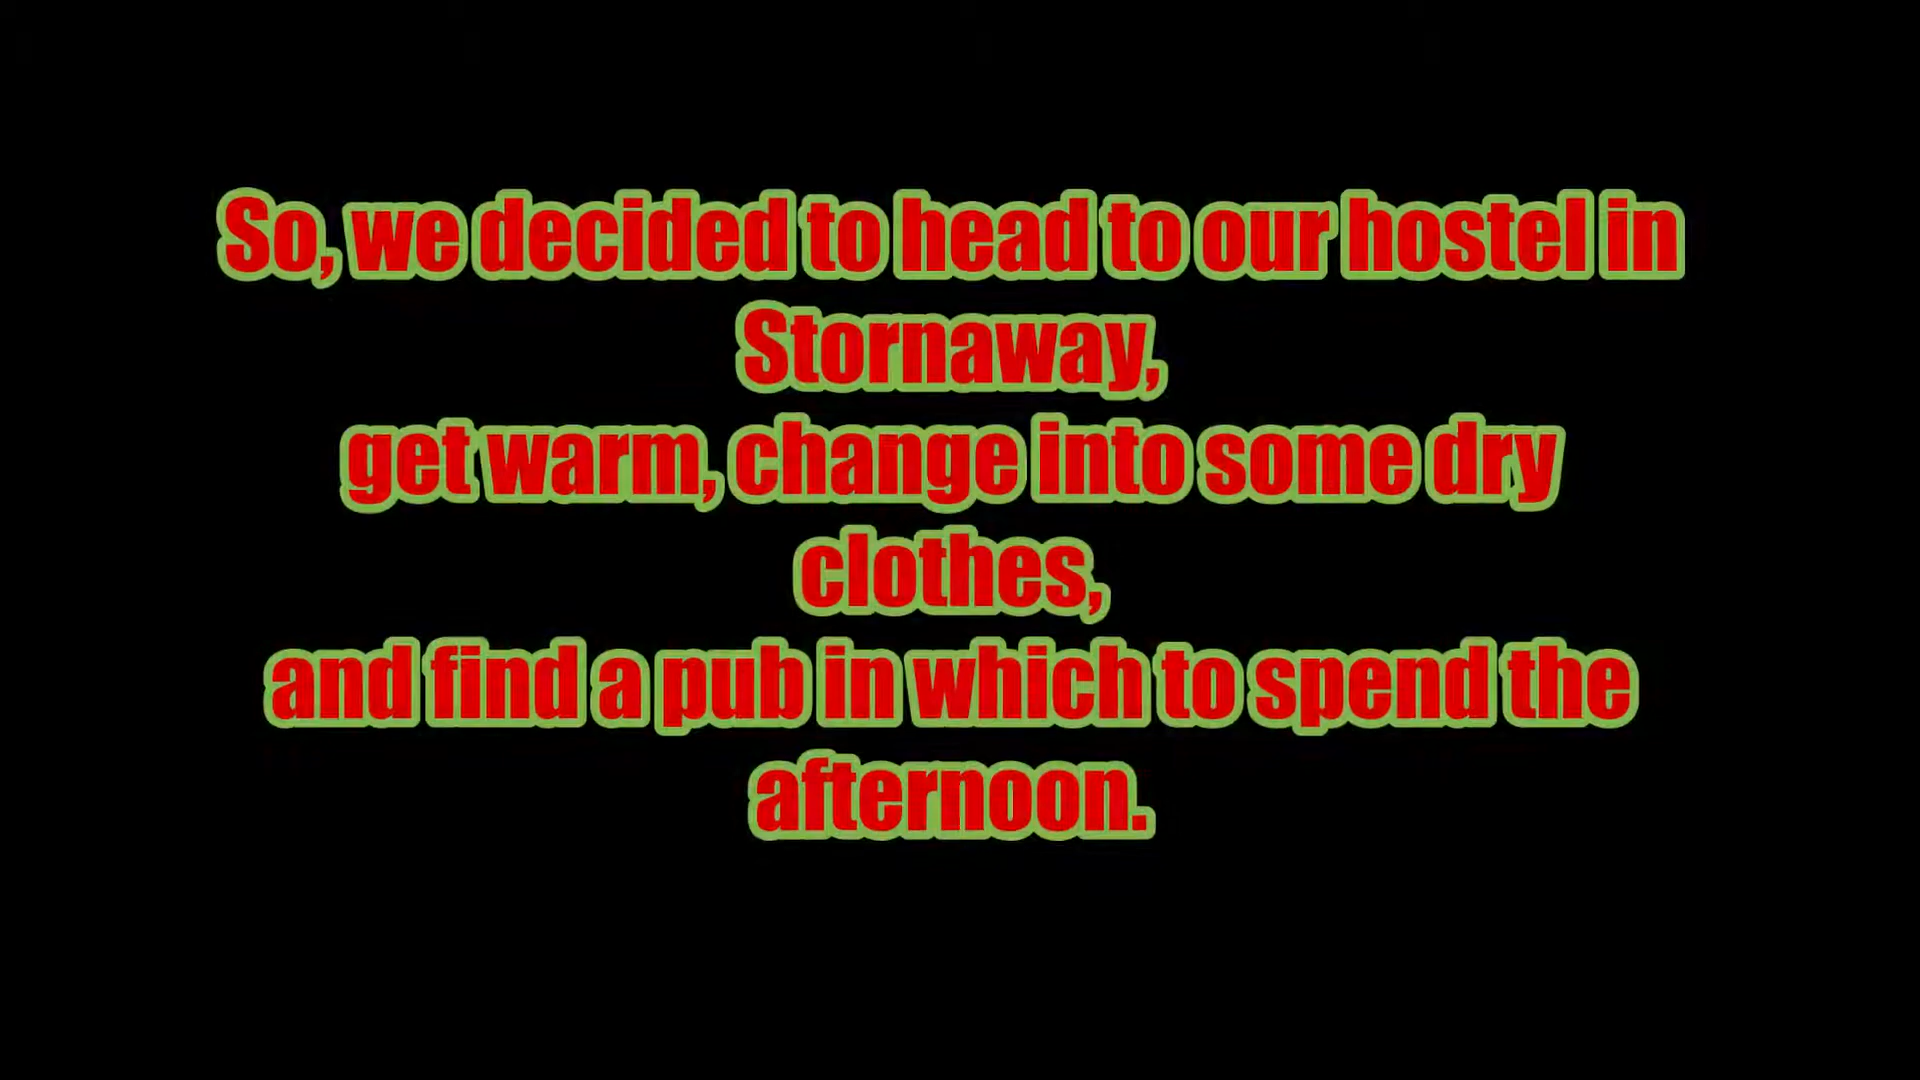 So, we decided to head to our hostel in
Stornaway,
get warm, change into some dry
clothes,
and find a pub in which to spend the
afternoon.